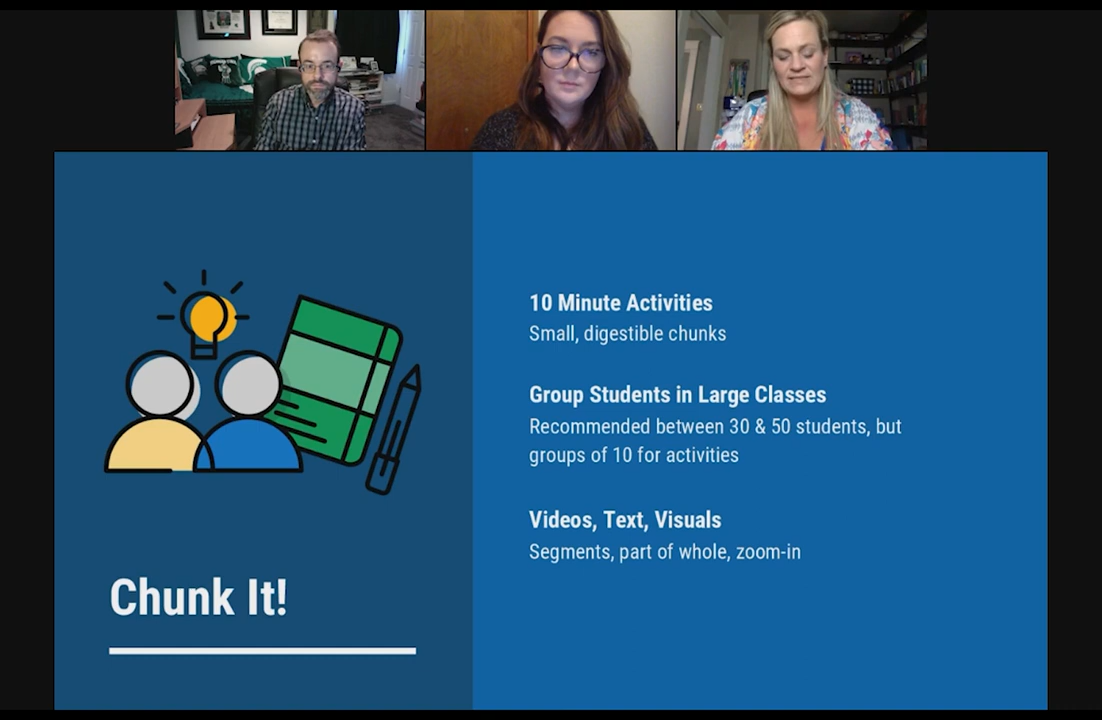 10 Minute Activities
Small, digestible chunks
Group Students in Large Classes
Recommended between 30 & 50 students, but
groups of 10 for activities
Videos, Text, Visuals
Segments, part of whole, zoom-in
Chunk It!